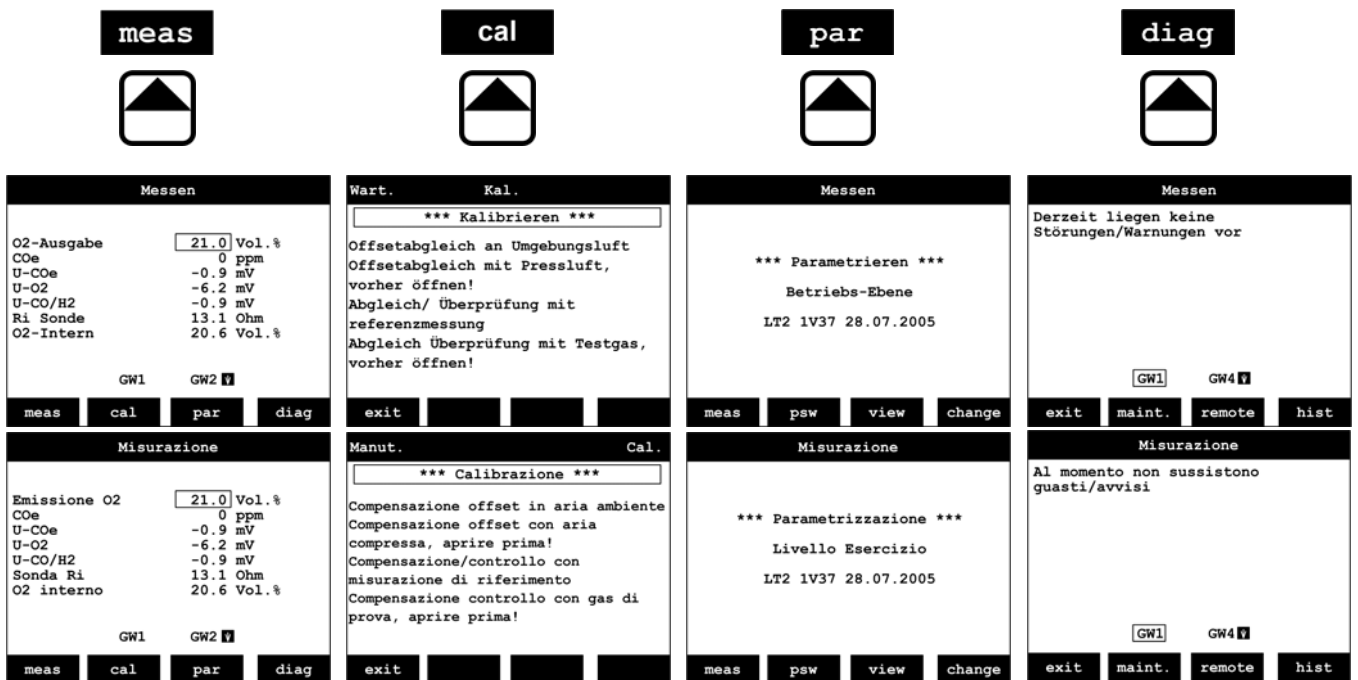 meas
cal
par
diag
Messen
O2-Ausgabe 21.0 Vol.%
COe 0 ppm
U-COe -0.9 mV
U-O2 -6.2 mV
U-CO/H2 -0.9 mV
Ri Sonde 13.1 Ohm
O2-Intern 20.6 Vol.%
GW1 GW2
meas cal par diag
Wart. Kal.
*** Kalibrieren ***
Offsetabgleich an Umgebungsluft
Offsetabgleich mit Pressluft,
vorher öffnen!
Abgleich/ Überprüfung mit
referenzmessung
Abgleich Überprüfung mit Testgas,
vorher öffnen!
exit
Messen
*** Parametrieren ***
Betriebs-Ebene
LT2 1V37 28.07.2005
meas psw view change
Messen
Derzeit liegen keine
Störungen/Warnungen vor
GW1 GW4
exit maint. remote hist
Misurazione
Emissione O2 21.0 Vol.%
COe 0 ppm
U-COe -0.9 mV
U-O2 -6.2 mV
U-CO/H2 -0.9 mV
Sonda Ri 13.1 Ohm
O2 interno 20.6 Vol.%
GW1 GW2
meas cal par diag
Manut. Cal.
*** Calibrazione ***
Compensazione offset in aria ambiente
Compensazione offset con aria
compressa, aprire prima!
Compensazione/controllo con
misurazione di riferimento
Compensazione controllo con gas di
prova, aprire prima!
exit
Misurazione
*** Parametrizzazione ***
Livello Esercizio
LT2 1V37 28.07.2005
meas psw view change
Misurazione
Al momento non sussistono
guasti/avvisi
GW1 GW4
exit maint. remote hist